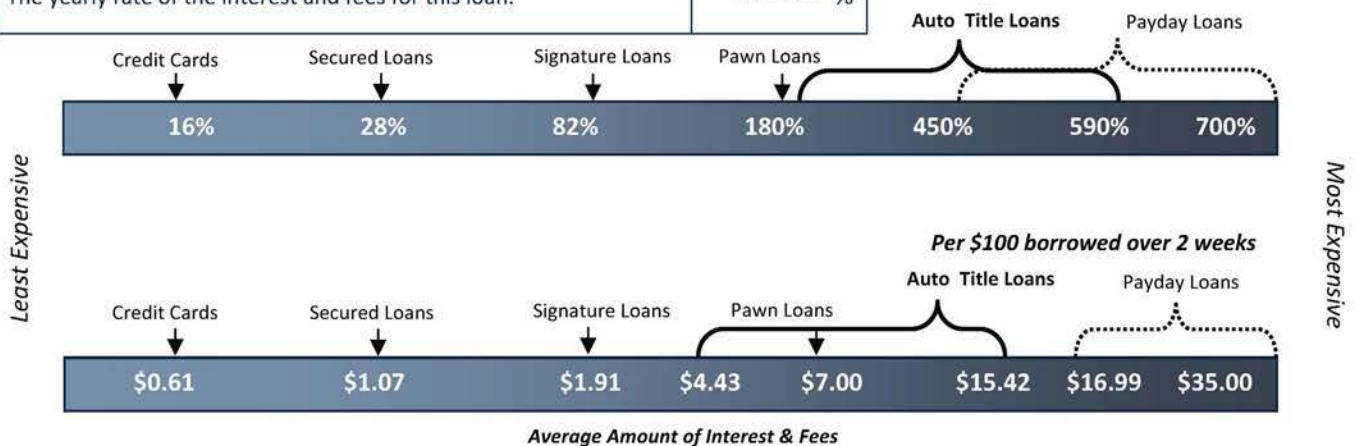 The yearly rate of the interest and fees for this loan.
%
Auto Title Loans Payday Loans
Credit Cards Secured Loans Signature Loans Pawn Loans
16% 28% 82% 180% 450% 590% 700%
Least Expensive
Most Expensive
Per $100 borrowed over 2 weeks
Auto Title Loans Payday Loans
Credit Cards Secured Loans Signature Loans Pawn Loans
$0.61 $1.07 $1.91 $4.43 $7.00 $15.42 $16.99 $35.00
Average Amount of Interest & Fees